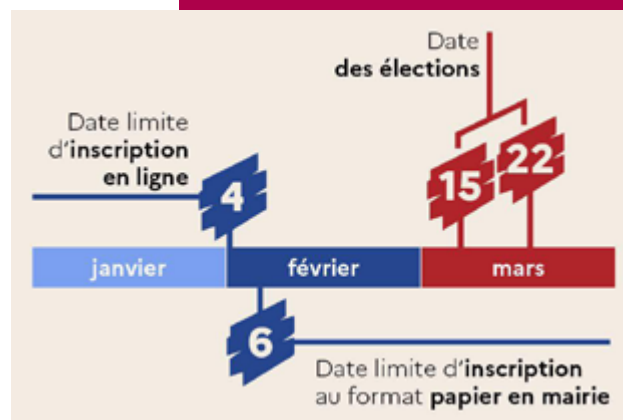 Date
des élections
Date limite
d'inscription
en ligne
4
15
22
janvier
février
mars
6
Date limite d'inscription
au format papier en mairie